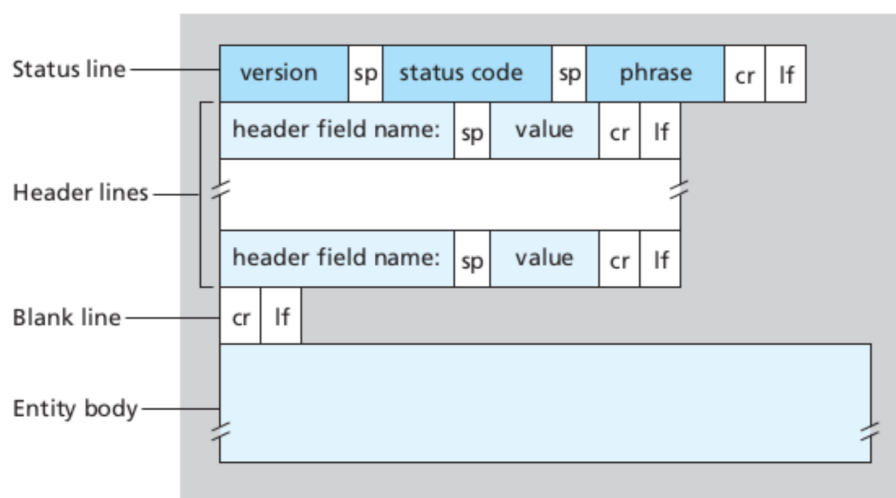 Status line version sp status code sp phrase cr lf
header field name: sp value cr lf
Header lines
header field name: sp value cr lf
Blank line cr lf
Entity body